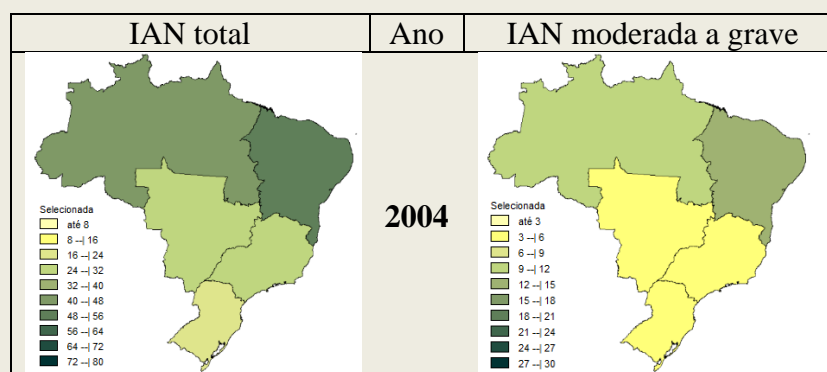 IAN total
Ano
IAN moderada a grave
2004
Selecionada
até 8
8 --| 16
16 --| 24
24 --| 32
32 --| 40
40 --| 48
48 --| 56
56 --| 64
64 --| 72
72 --| 80
Selecionada
até 3
3 --| 6
6 --| 9
9 --| 12
12 --| 15
15 --| 18
18 --| 21
21 --| 24
24 --| 27
27 --| 30